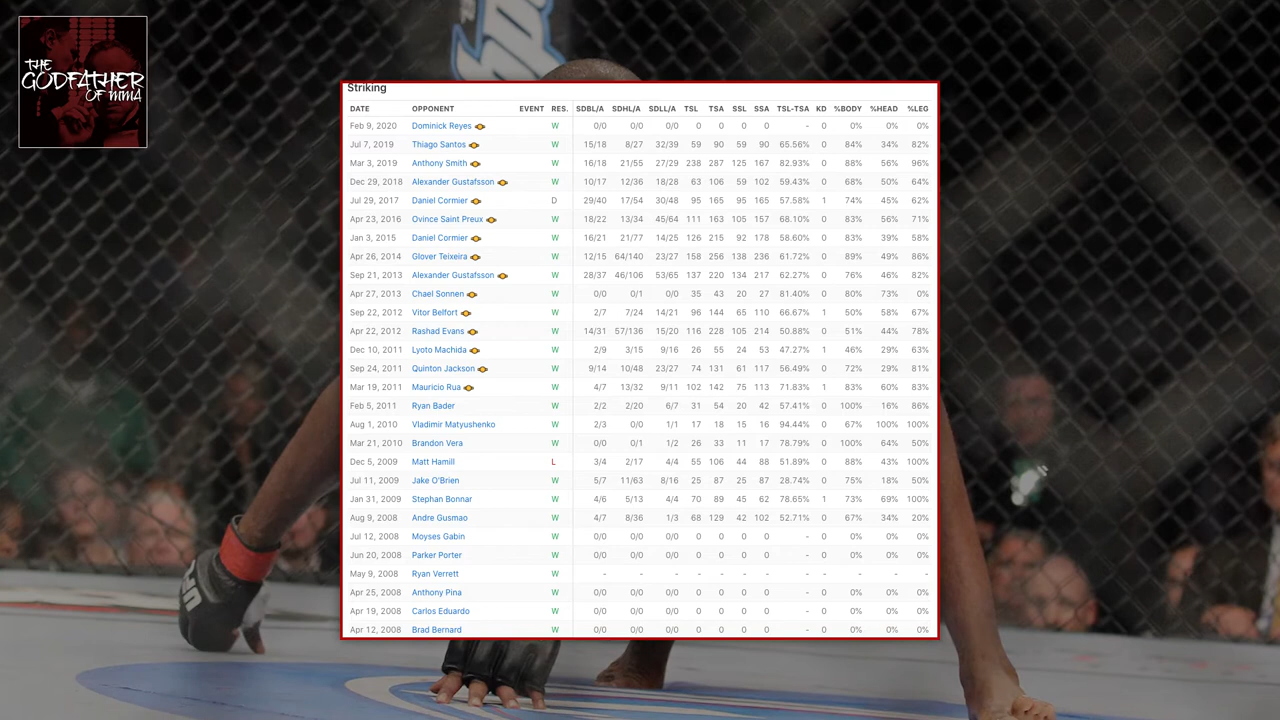 THE
GODFATHER
OF MMA
Striking
DATE OPPONENT EVENT RES. SDBL/A SDHL/A SDLL/A TSL TSA SSL SSA TSL-TSA KD %BODY %HEAD %LEG
Feb 9, 2020 Dominick Reyes W 0/0 0/0 0/0 0 0 0 0 - 0 0% 0% 0%
Jul 7, 2019 Thiago Santos W 15/18 8/27 32/39 59 90 59 90 65.56% 0 84% 34% 82%
Mar 3, 2019 Anthony Smith W 16/18 21/55 27/29 238 287 125 167 82.93% 0 88% 56% 96%
Dec 29, 2018 Alexander Gustafsson W 10/17 12/36 18/28 63 106 59 102 59.43% 0 68% 50% 64%
Jul 29, 2017 Daniel Cormier D 29/40 17/54 30/48 95 165 95 165 57.58% 1 74% 45% 62%
Apr 23, 2016 Ovince Saint Preux W 18/22 13/34 45/64 111 163 105 157 68.10% 0 83% 56% 71%
Jan 3, 2015 Daniel Cormier W 16/21 21/77 14/25 126 215 92 178 58.60% 0 83% 39% 58%
Apr 26, 2014 Glover Teixeira W 12/15 64/140 23/27 158 256 138 236 61.72% 0 89% 49% 86%
Sep 21, 2013 Alexander Gustafsson W 28/37 46/106 53/65 137 220 134 217 62.27% 0 76% 46% 82%
Apr 27, 2013 Chael Sonnen W 0/0 0/1 0/0 35 43 20 27 81.40% 0 80% 73% 0%
Sep 22, 2012 Vitor Belfort W 2/7 7/24 14/21 96 144 65 110 66.67% 1 50% 58% 67%
Apr 22, 2012 Rashad Evans W 14/31 57/136 15/20 116 228 105 214 50.88% 0 51% 44% 78%
Dec 10, 2011 Lyoto Machida W 2/9 3/15 9/16 26 55 24 53 47.27% 1 46% 29% 63%
Sep 24, 2011 Quinton Jackson W 9/14 10/48 23/27 74 131 61 117 56.49% 0 72% 29% 81%
Mar 19, 2011 Mauricio Rua W 4/7 13/32 9/11 102 142 75 113 71.83% 1 83% 60% 83%
Feb 5, 2011 Ryan Bader W 2/2 2/20 6/7 31 54 20 42 57.41% 0 100% 16% 86%
Aug 1, 2010 Vladimir Matyushenko W 2/3 0/0 1/1 17 18 15 16 94.44% 0 67% 100% 100%
Mar 21, 2010 Brandon Vera W 0/0 0/1 1/2 26 33 11 17 78.79% 0 100% 64% 50%
Dec 5, 2009 Matt Hamill L 3/4 2/17 4/4 55 106 44 88 51.89% 0 88% 43% 100%
Jul 11, 2009 Jake O'Brien W 5/7 11/63 8/16 25 87 25 87 28.74% 0 75% 18% 50%
Jan 31, 2009 Stephan Bonnar W 4/6 5/13 4/4 70 89 45 62 78.65% 1 73% 69% 100%
Aug 9, 2008 Andre Gusmao W 4/7 8/36 1/3 68 129 42 102 52.71% 0 67% 34% 20%
Jul 12, 2008 Moyses Gabin W 0/0 0/0 0/0 0 0 0 0 - 0 0% 0% 0%
Jun 20, 2008 Parker Porter W 0/0 0/0 0/0 0 0 0 0 - 0 0% 0% 0%
May 9, 2008 Ryan Verrett W - - - - - - - - - - - -
Apr 25, 2008 Anthony Pina W 0/0 0/0 0/0 0 0 0 0 - 0 0% 0% 0%
Apr 19, 2008 Carlos Eduardo W 0/0 0/0 0/0 0 0 0 0 - 0 0% 0% 0%
Apr 12, 2008 Brad Bernard W 0/0 0/0 0/0 0 0 0 0 - 0 0% 0% 0%